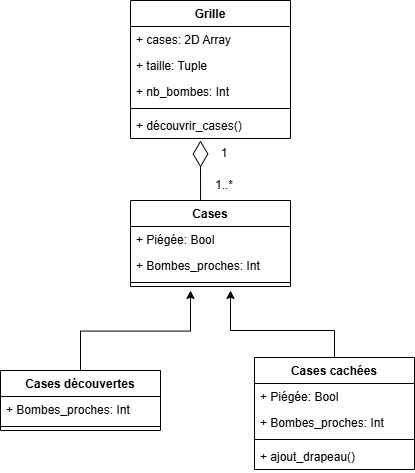 Grille
+ cases: 2D Array
+ taille: Tuple
+ nb_bombes: Int
+ découvrir_cases()
1
1..*
Cases
+ Piégée: Bool
+ Bombes_proches: Int
Cases découvertes
+ Bombes_proches: Int
Cases cachées
+ Piégée: Bool
+ Bombes_proches: Int
+ ajout_drapeau()